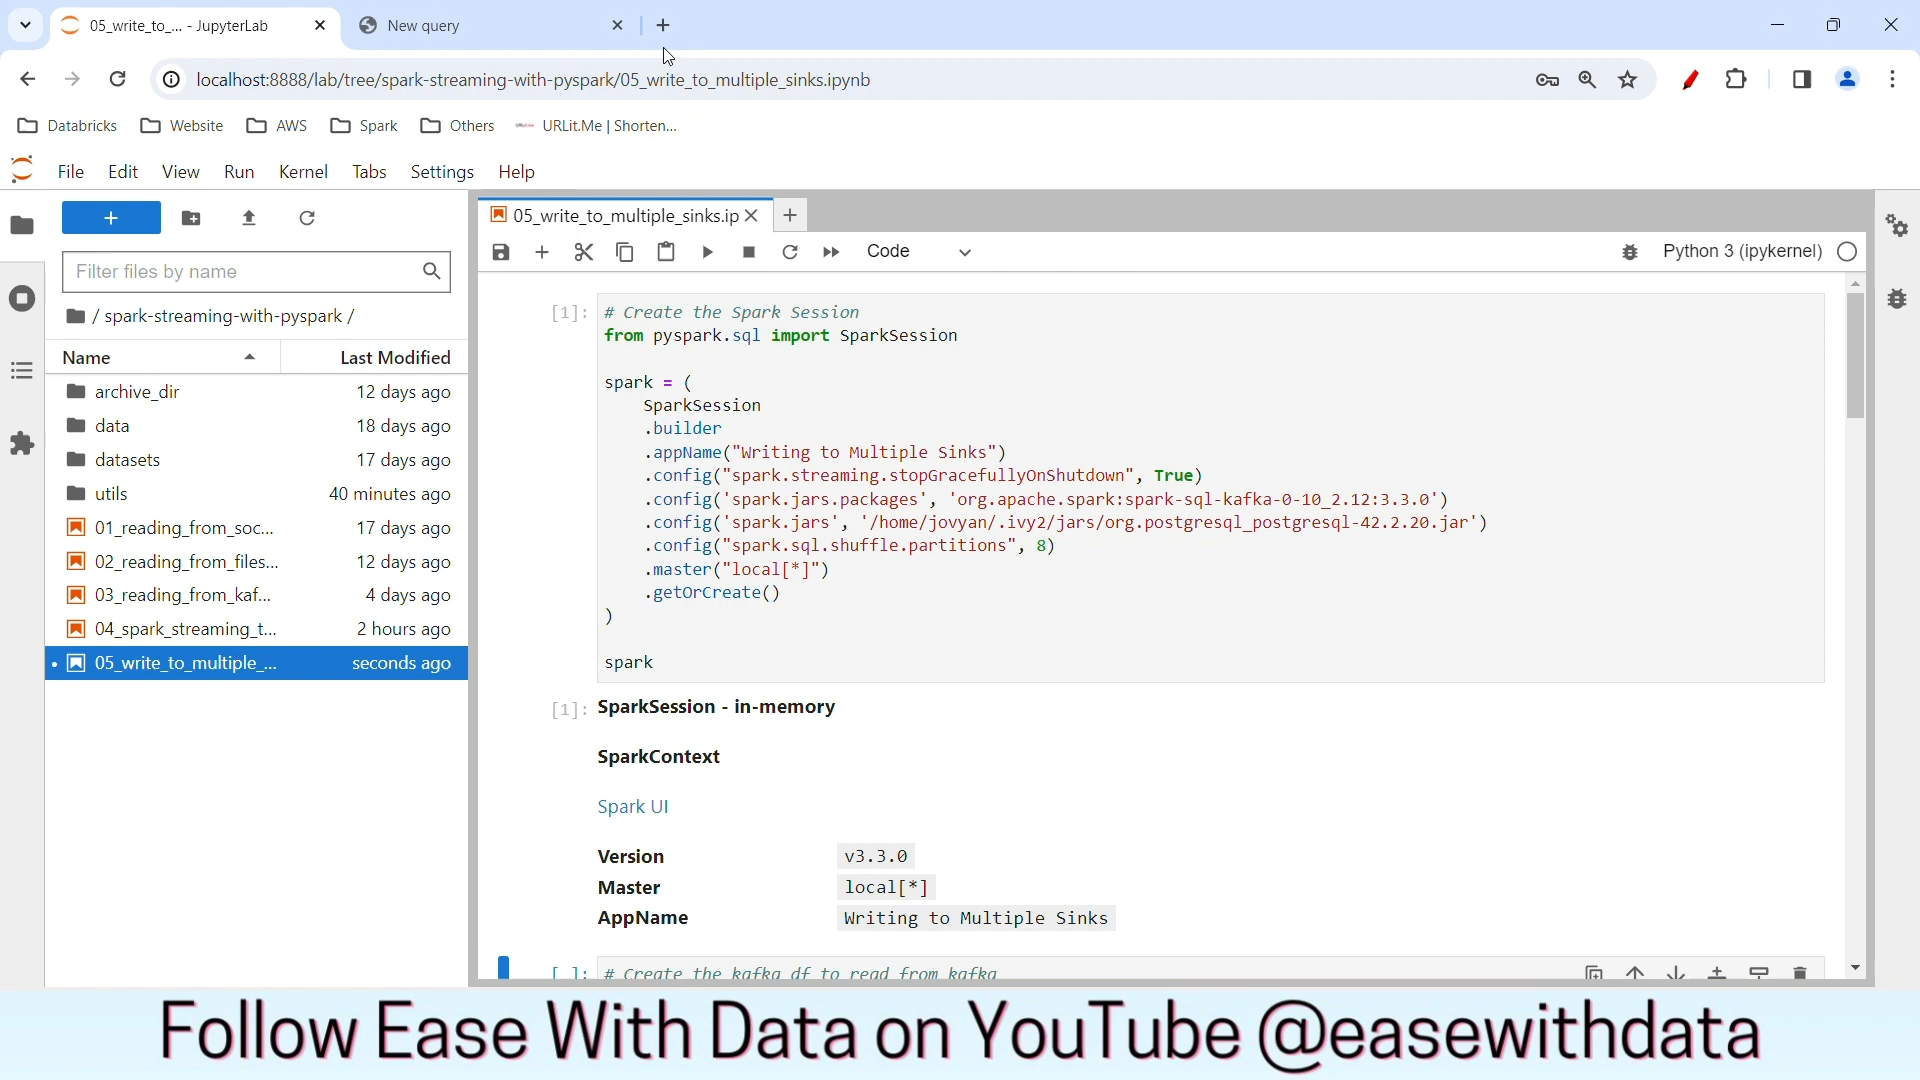 05_write_to_... - JupyterLab
New query
localhost:8888/lab/tree/spark-streaming-with-pyspark/05_write_to_multiple_sinks.ipynb
Databricks Website AWS Spark Others URLit.Me | Shorten...
File Edit View Run Kernel Tabs Settings Help
05_write_to_multiple_sinks.ip
Code
Python 3 (ipykernel)
Filter files by name
/ spark-streaming-with-pyspark /
Name Last Modified
archive_dir 12 days ago
data 18 days ago
datasets 17 days ago
utils 40 minutes ago
01_reading_from_soc... 17 days ago
02_reading_from_files... 12 days ago
03_reading_from_kaf... 4 days ago
04_spark_streaming_t... 2 hours ago
05_write_to_multiple_... seconds ago
[1]: # Create the Spark Session
from pyspark.sql import SparkSession
spark = (
SparkSession
.builder
.appName("Writing to Multiple Sinks")
.config("spark.streaming.stopGracefullyOnShutdown", True)
.config('spark.jars.packages', 'org.apache.spark:spark-sql-kafka-0-10_2.12:3.3.0')
.config('spark.jars', '/home/jovyan/.ivy2/jars/org.postgresql_postgresql-42.2.20.jar')
.config("spark.sql.shuffle.partitions", 8)
.master("local[*]")
.getOrCreate()
)
spark
[1]: SparkSession - in-memory
SparkContext
Spark UI
Version v3.3.0
Master local[*]
AppName Writing to Multiple Sinks
[ ]: # Create the kafka_df to read from kafka
Follow Ease With Data on YouTube @easewithdata